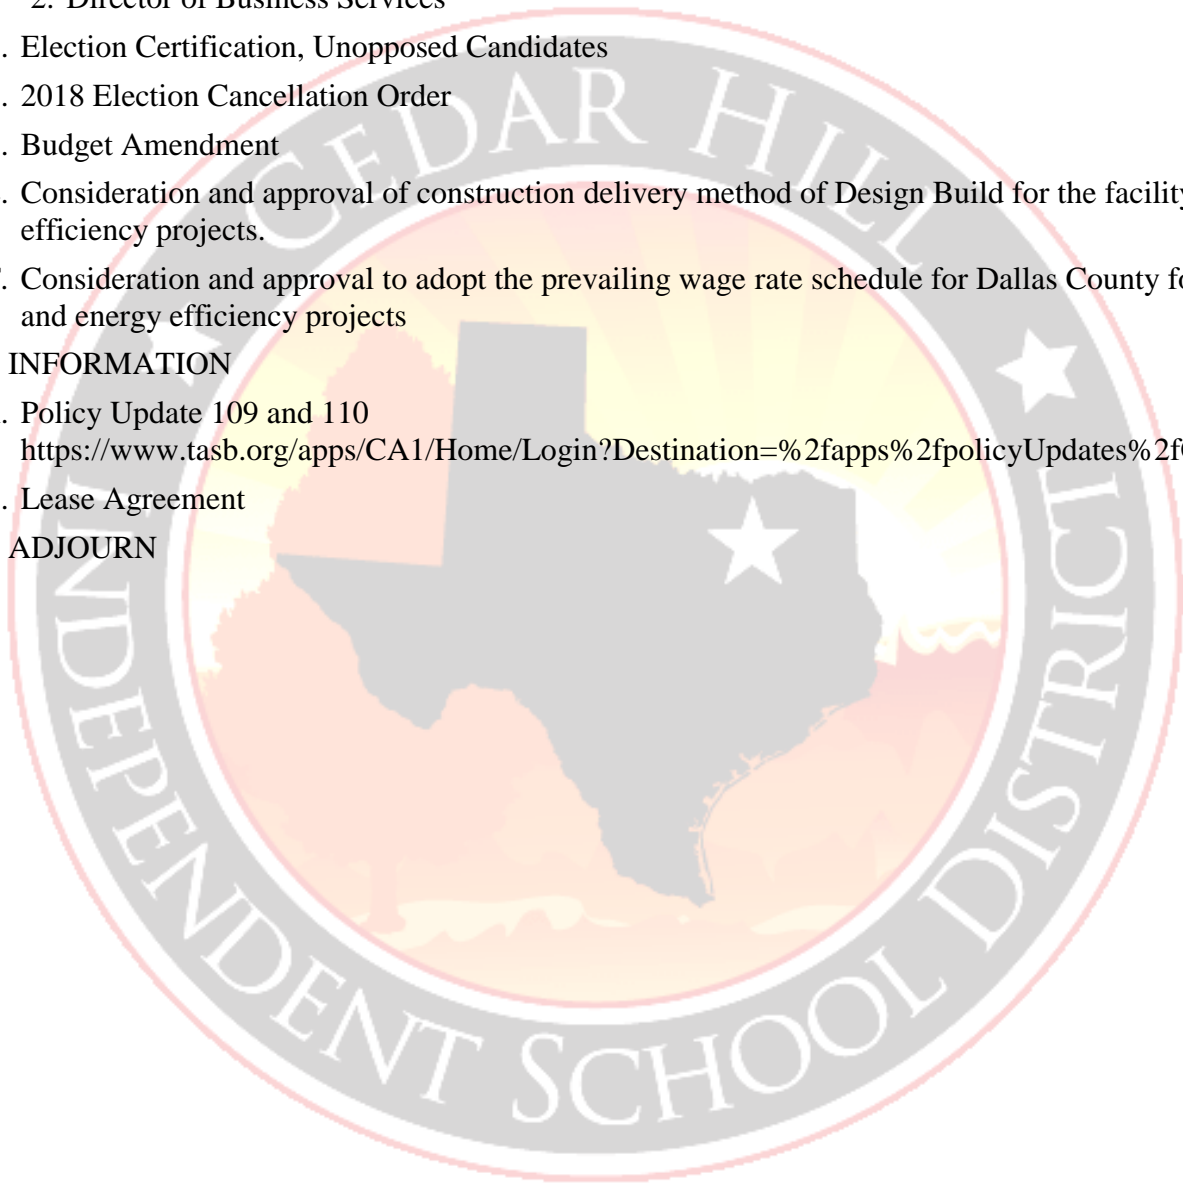 2. Director of Business Services
. Election Certification, Unopposed Candidates
. 2018 Election Cancellation Order
. Budget Amendment
. Consideration and approval of construction delivery method of Design Build for the facility
efficiency projects.
. Consideration and approval to adopt the prevailing wage rate schedule for Dallas County fo
and energy efficiency projects
INFORMATION
. Policy Update 109 and 110
https://www.tasb.org/apps/CA1/Home/Login?Destination=%2fapps%2fpolicyUpdates%2f
. Lease Agreement
ADJOURN
CEDAR HILL
INDEPENDENT SCHOOL DISTRICT